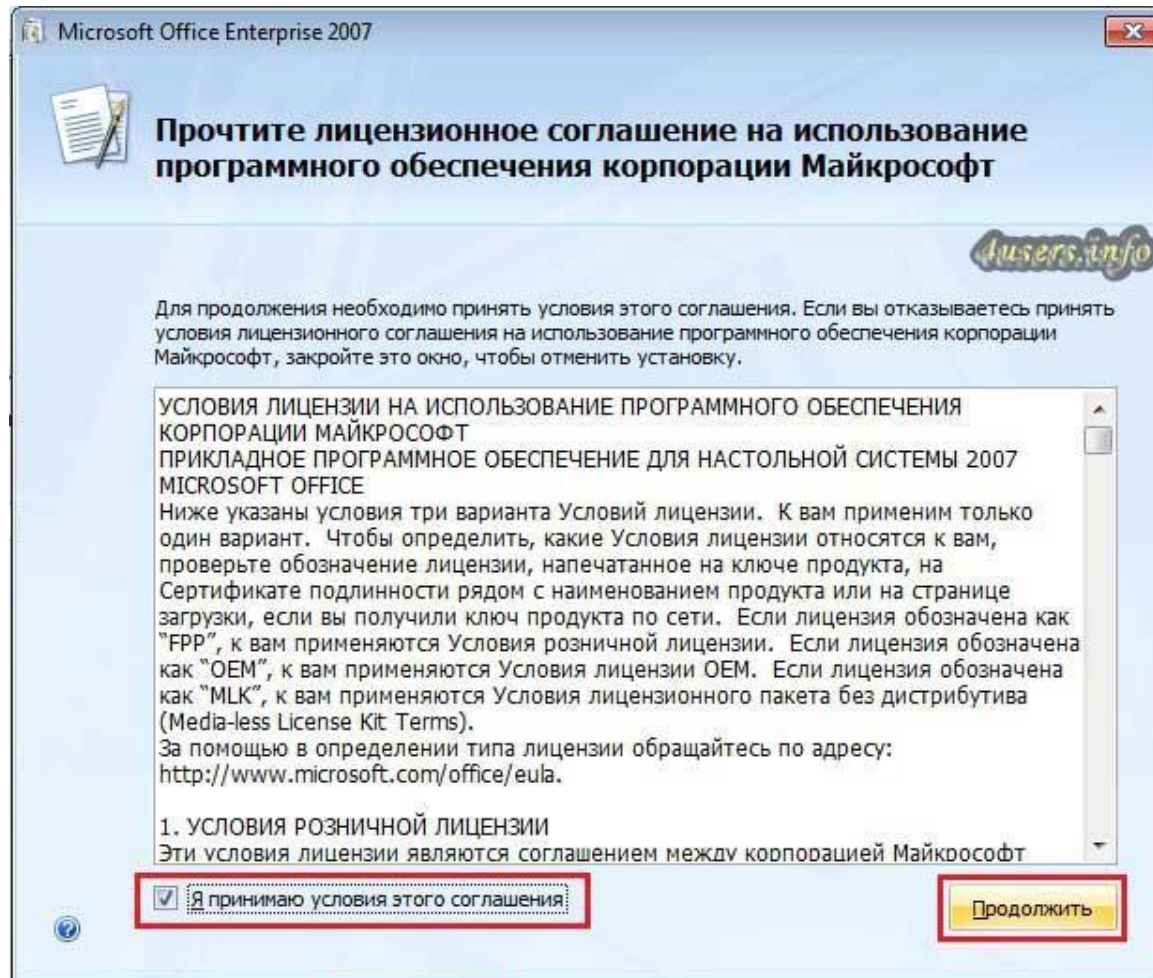 Microsoft Office Enterprise 2007
Прочтите лицензионное соглашение на использование
программного обеспечения корпорации Майкрософт
4users.info
Для продолжения необходимо принять условия этого соглашения. Если вы отказываетесь принять
условия лицензионного соглашения на использование программного обеспечения корпорации
Майкрософт, закройте это окно, чтобы отменить установку.
УСЛОВИЯ ЛИЦЕНЗИИ НА ИСПОЛЬЗОВАНИЕ ПРОГРАММНОГО ОБЕСПЕЧЕНИЯ
КОРПОРАЦИИ МАЙКРОСОФТ
ПРИКЛАДНОЕ ПРОГРАММНОЕ ОБЕСПЕЧЕНИЕ ДЛЯ НАСТОЛЬНОЙ СИСТЕМЫ 2007
MICROSOFT OFFICE
Ниже указаны условия три варианта Условий лицензии.  К вам применим только
один вариант.  Чтобы определить, какие Условия лицензии относятся к вам,
проверьте обозначение лицензии, напечатанное на ключе продукта, на
Сертификате подлинности рядом с наименованием продукта или на странице
загрузки, если вы получили ключ продукта по сети.  Если лицензия обозначена как
“FPP”, к вам применяются Условия розничной лицензии.  Если лицензия обозначена
как “OEM”, к вам применяются Условия лицензии OEM.  Если лицензия обозначена
как “MLK”, к вам применяются Условия лицензионного пакета без дистрибутива
(Media-less License Kit Terms).
За помощью в определении типа лицензии обращайтесь по адресу:
http://www.microsoft.com/office/eula.
1. УСЛОВИЯ РОЗНИЧНОЙ ЛИЦЕНЗИИ
Эти условия лицензии являются соглашением между корпорацией Майкрософт
Я принимаю условия этого соглашения
Продолжить